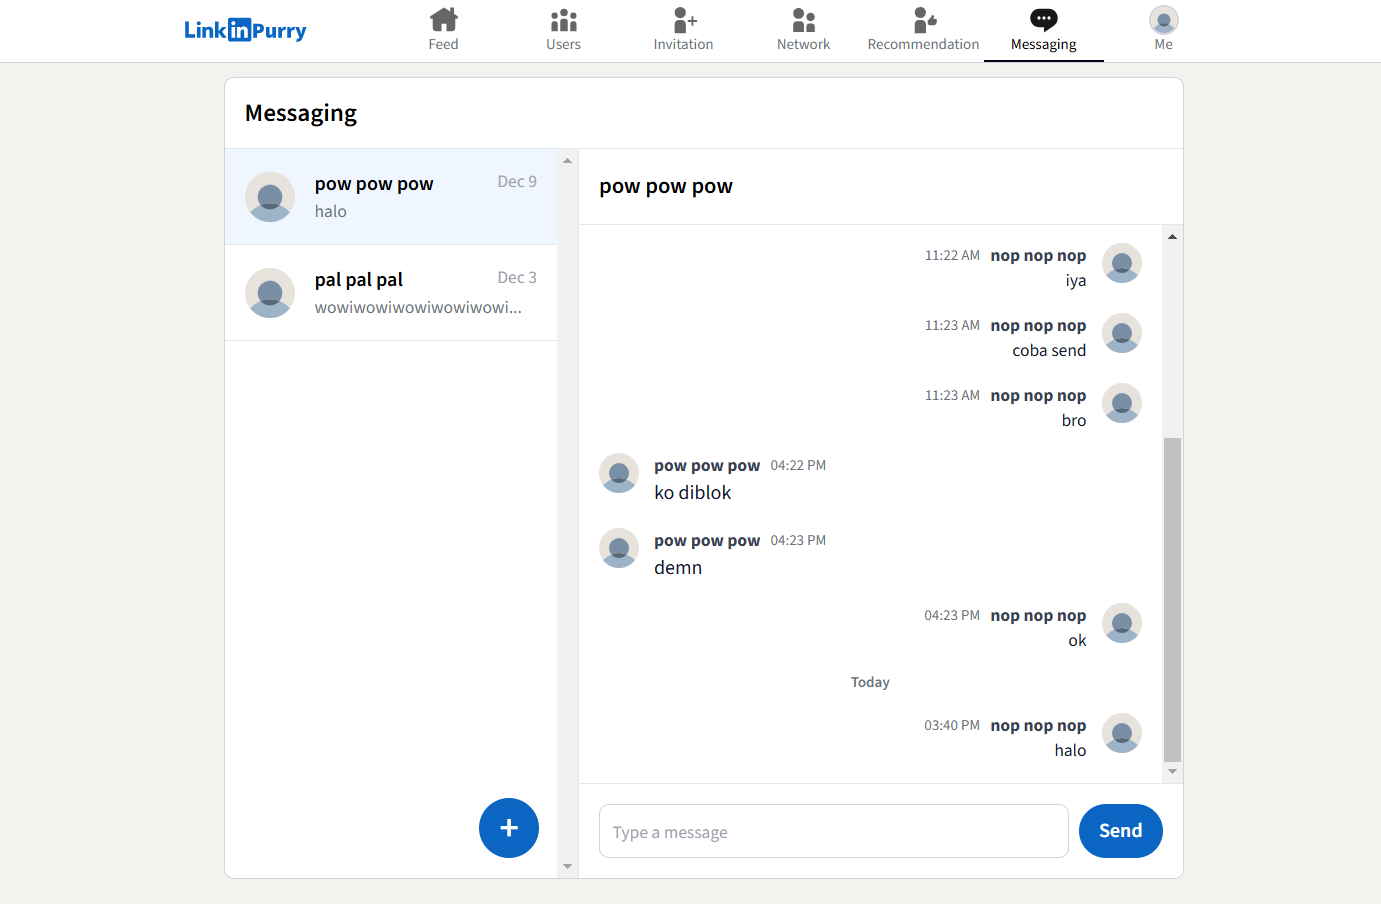 LinkinPurry
Feed
Users
Invitation
Network
Recommendation
Messaging
Me
Messaging
pow pow pow Dec 9
halo
pal pal pal Dec 3
wowiwowiwowiwowiwowi...
+
pow pow pow
11:22 AM nop nop nop
iya
11:23 AM nop nop nop
coba send
11:23 AM nop nop nop
bro
pow pow pow 04:22 PM
ko diblok
pow pow pow 04:23 PM
demn
04:23 PM nop nop nop
ok
Today
03:40 PM nop nop nop
halo
Type a message
Send